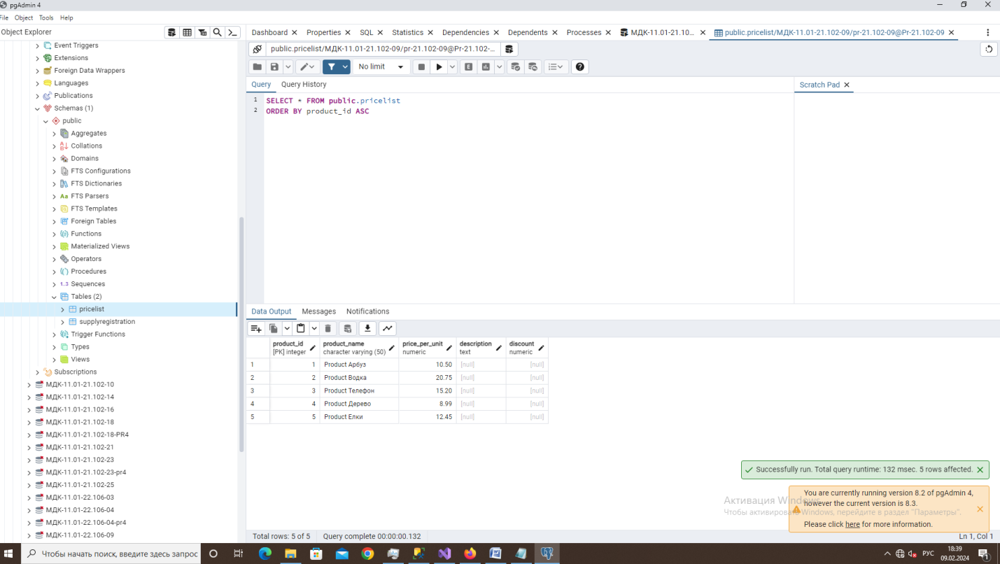 pgAdmin 4
File Object Tools Help
Object Explorer
Event Triggers
Extensions
Foreign Data Wrappers
Languages
Publications
Schemas (1)
public
Aggregates
Collations
Domains
FTS Configurations
FTS Dictionaries
Aa FTS Parsers
FTS Templates
Foreign Tables
Functions
Materialized Views
Operators
Procedures
1..3 Sequences
Tables (2)
pricelist
supplyregistration
Trigger Functions
Types
Views
Subscriptions
МДК-11.01-21.102-10
МДК-11.01-21.102-14
МДК-11.01-21.102-16
МДК-11.01-21.102-18
МДК-11.01-21.102-18-PR4
МДК-11.01-21.102-21
МДК-11.01-21.102-23
МДК-11.01-21.102-23-pr4
МДК-11.01-21.102-25
МДК-11.01-22.106-03
МДК-11.01-22.106-04
МДК-11.01-22.106-04-pr4
МДК-11.01-22.106-09
Dashboard Properties SQL Statistics Dependencies Dependents Processes МДК-11.01-21.10... public.pricelist/МДК-11.01-21.102-09/pr-21.102-09@Pr-21.102-09
public.pricelist/МДК-11.01-21.102-09/pr-21.102-09@Pr-21.102-...
No limit
Query Query History
Scratch Pad
1 SELECT * FROM public.pricelist
2 ORDER BY product_id ASC
Data Output Messages Notifications
product_id product_name price_per_unit description discount
[PK] integer character varying (50) numeric text numeric
1 1 Product Арбуз 10.50 [null] [null]
2 2 Product Водка 20.75 [null] [null]
3 3 Product Телефон 15.20 [null] [null]
4 4 Product Дерево 8.99 [null] [null]
5 5 Product Елки 12.45 [null] [null]
Successfully run. Total query runtime: 132 msec. 5 rows affected.
You are currently running version 8.2 of pgAdmin 4,
however the current version is 8.3.
Please click here for more information.
Активация Windows
Чтобы активировать Windows, перейдите в раздел "Параметры".
Total rows: 5 of 5 Query complete 00:00:00.132
Ln 1, Col 1
Чтобы начать поиск, введите здесь запрос
РУС
18:39
09.02.2024
1